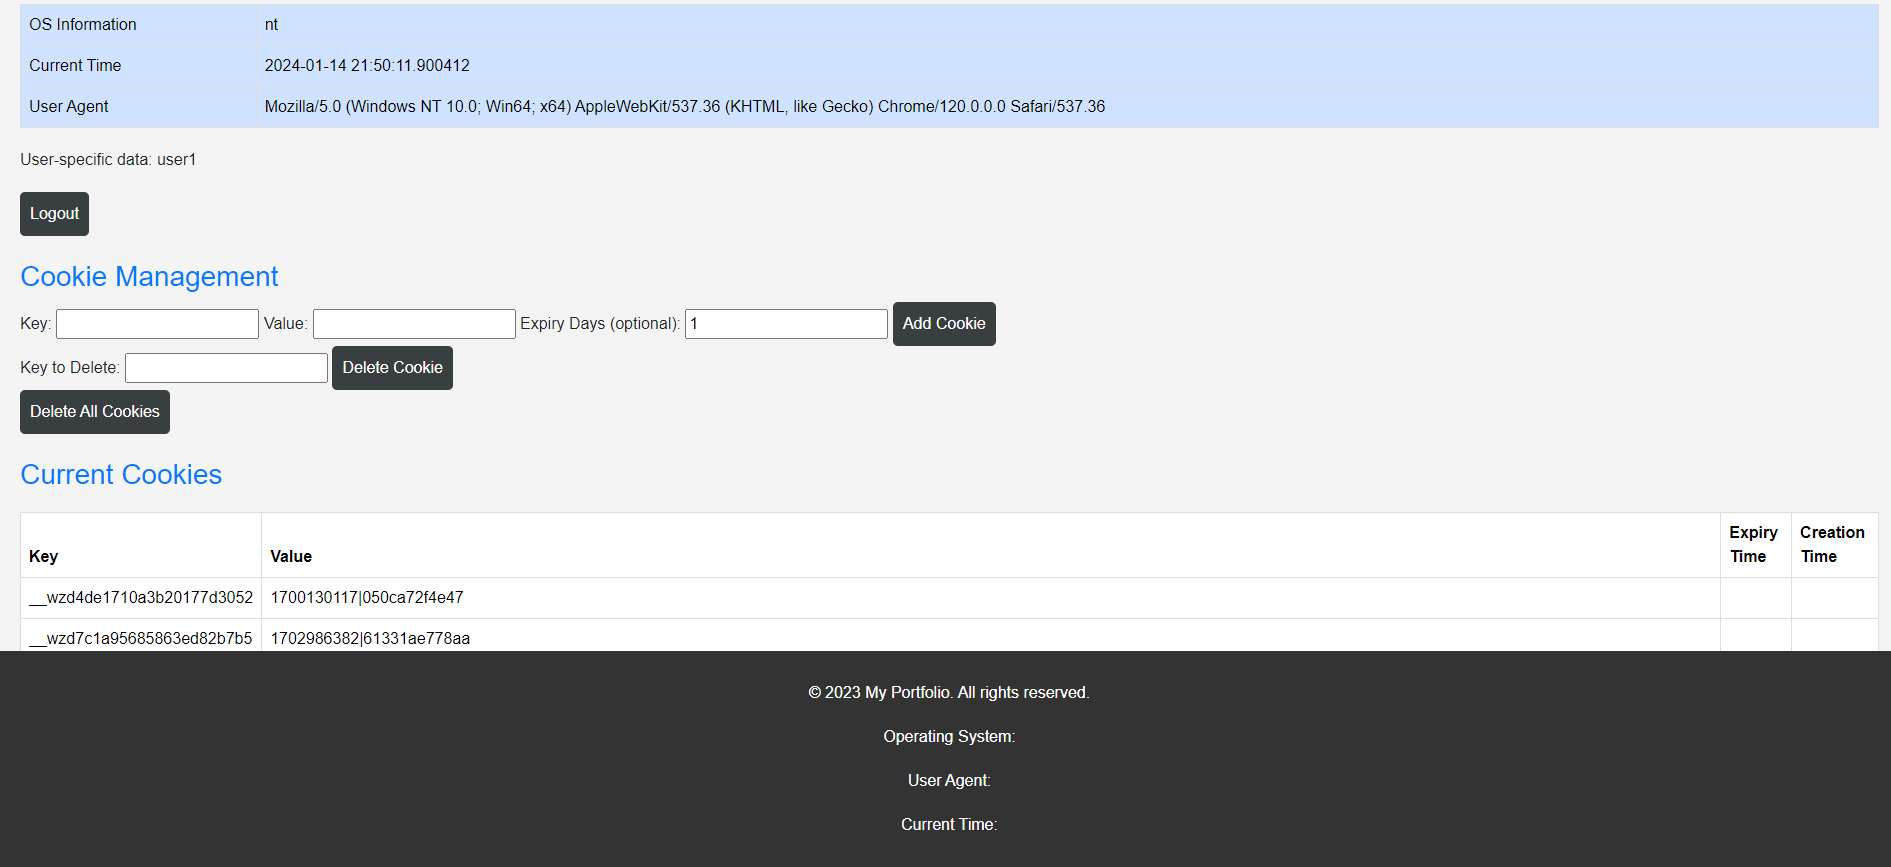 OS Information nt
Current Time 2024-01-14 21:50:11.900412
User Agent Mozilla/5.0 (Windows NT 10.0; Win64; x64) AppleWebKit/537.36 (KHTML, like Gecko) Chrome/120.0.0.0 Safari/537.36
User-specific data: user1
Logout
Cookie Management
Key: Value: Expiry Days (optional): 1 Add Cookie
Key to Delete: Delete Cookie
Delete All Cookies
Current Cookies
Key Value Expiry Time Creation Time
__wzd4de1710a3b20177d3052 1700130117|050ca72f4e47
__wzd7c1a95685863ed82b7b5 1702986382|61331ae778aa
© 2023 My Portfolio. All rights reserved.
Operating System:
User Agent:
Current Time: